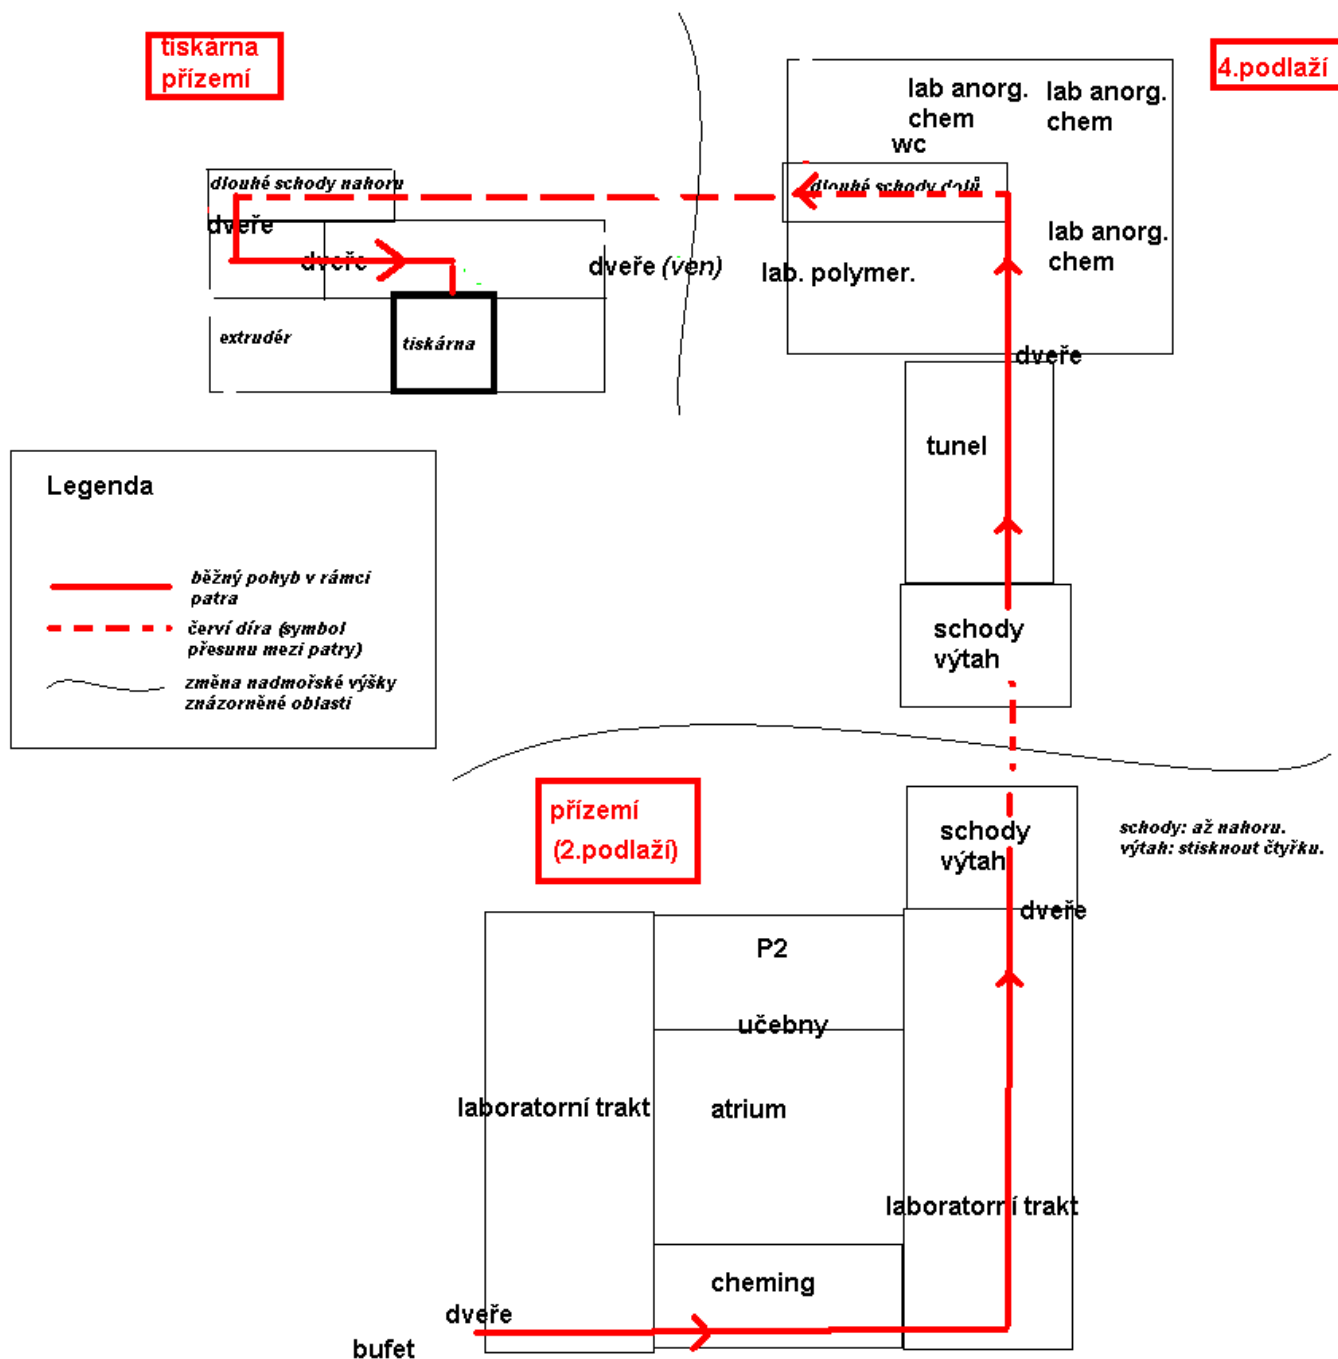 tiskárna
přízemí
4.podlaží
lab anorg.
chem
lab anorg.
chem
wc
dlouhé schody nahoru
dlouhé schody dolů
dveře
dveře
dveře (ven)
lab. polymer.
lab anorg.
chem
extrudér
tiskárna
dveře
tunel
Legenda
běžný pohyb v rámci
patra
červí díra (symbol
přesunu mezi patry)
změna nadmořské výšky
znázorněné oblasti
schody
výtah
přízemí
(2.podlaží)
schody
výtah
schody: až nahoru.
výtah: stisknout čtyřku.
dveře
P2
učebny
laboratorní trakt
atrium
laboratorní trakt
cheming
dveře
bufet